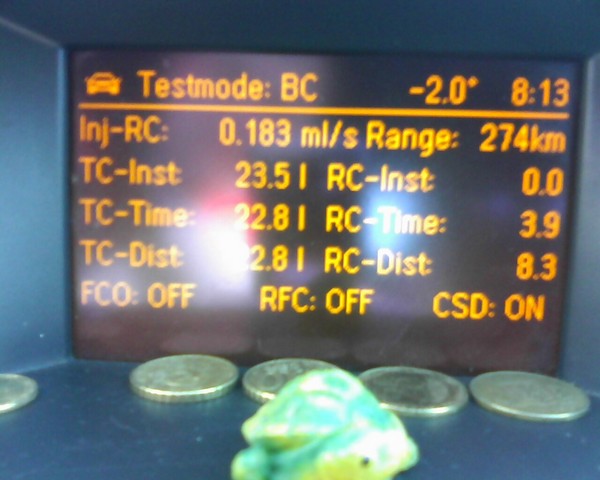 Testmode: BC -2.0° 8:13
Inj-RC: 0.183 ml/s Range: 274km
TC-Inst: 23.5 l RC-Inst: 0.0
TC-Time: 22.8 l RC-Time: 3.9
TC-Dist: 2.8 l RC-Dist: 8.3
FCO: OFF RFC: OFF CSD: ON